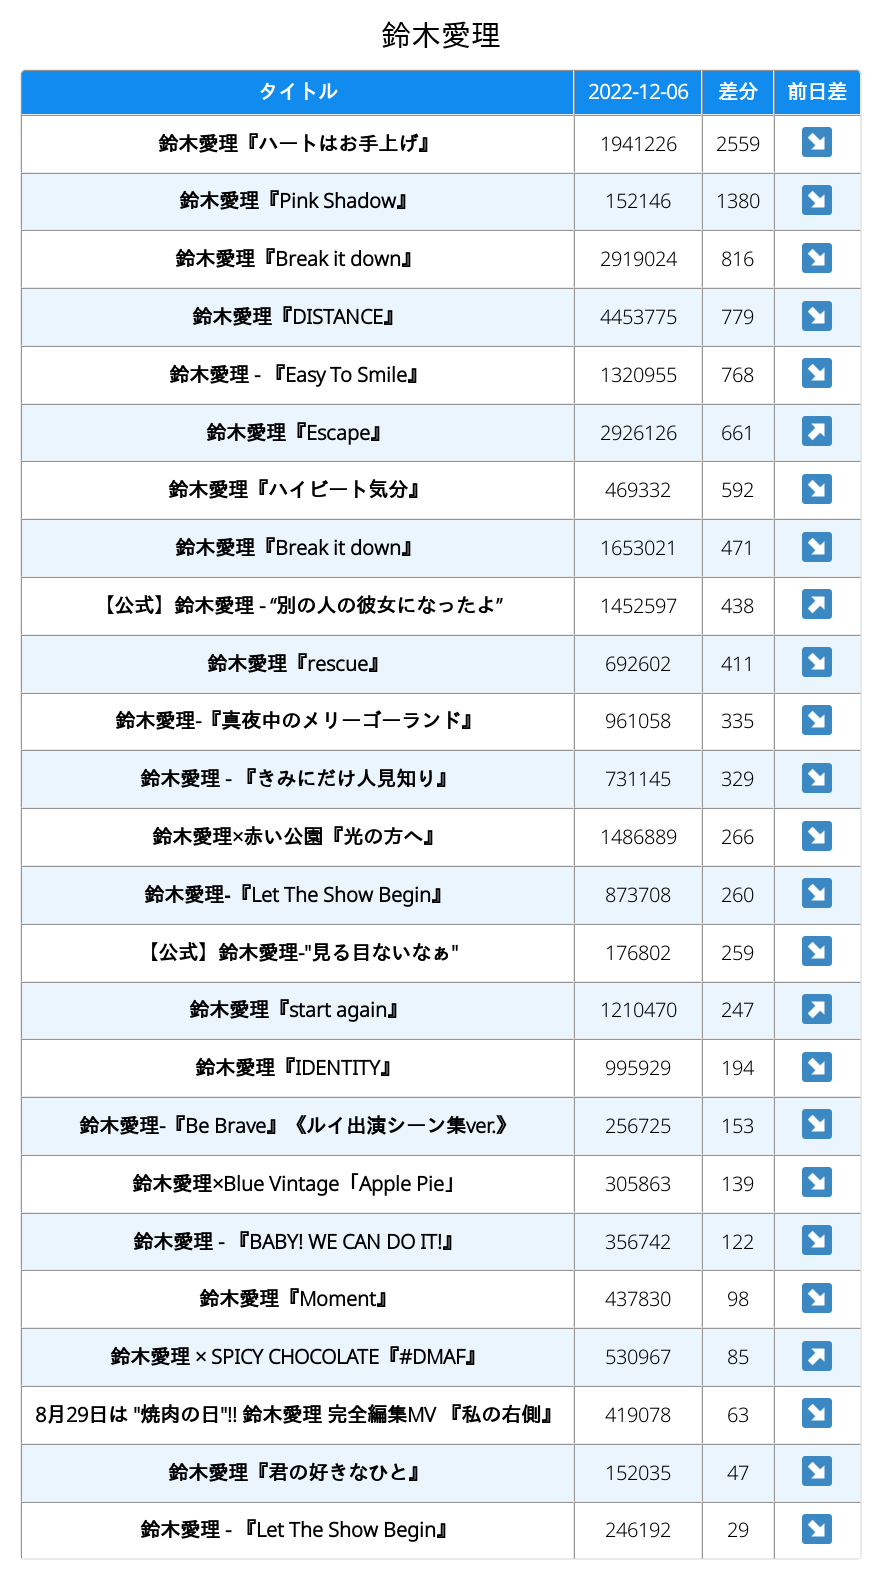 鈴木愛理
タイトル 2022-12-06 差分 前日差
鈴木愛理『ハートはお手上げ』 1941226 2559 ↘
鈴木愛理『Pink Shadow』 152146 1380 ↘
鈴木愛理『Break it down』 2919024 816 ↘
鈴木愛理『DISTANCE』 4453775 779 ↘
鈴木愛理 - 『Easy To Smile』 1320955 768 ↘
鈴木愛理『Escape』 2926126 661 ↗
鈴木愛理『ハイビート気分』 469332 592 ↘
鈴木愛理『Break it down』 1653021 471 ↘
【公式】鈴木愛理 - “別の人の彼女になったよ” 1452597 438 ↗
鈴木愛理『rescue』 692602 411 ↘
鈴木愛理-『真夜中のメリーゴーランド』 961058 335 ↘
鈴木愛理 - 『きみにだけ人見知り』 731145 329 ↘
鈴木愛理×赤い公園『光の方へ』 1486889 266 ↘
鈴木愛理-『Let The Show Begin』 873708 260 ↘
【公式】鈴木愛理-"見る目ないなぁ" 176802 259 ↘
鈴木愛理『start again』 1210470 247 ↗
鈴木愛理『IDENTITY』 995929 194 ↘
鈴木愛理-『Be Brave』《ルイ出演シーン集ver.》 256725 153 ↘
鈴木愛理×Blue Vintage「Apple Pie」 305863 139 ↘
鈴木愛理 - 『BABY! WE CAN DO IT!』 356742 122 ↘
鈴木愛理『Moment』 437830 98 ↘
鈴木愛理 × SPICY CHOCOLATE『#DMAF』 530967 85 ↗
8月29日は "焼肉の日"!! 鈴木愛理 完全編集MV 『私の右側』 419078 63 ↘
鈴木愛理『君の好きなひと』 152035 47 ↘
鈴木愛理 - 『Let The Show Begin』 246192 29 ↘